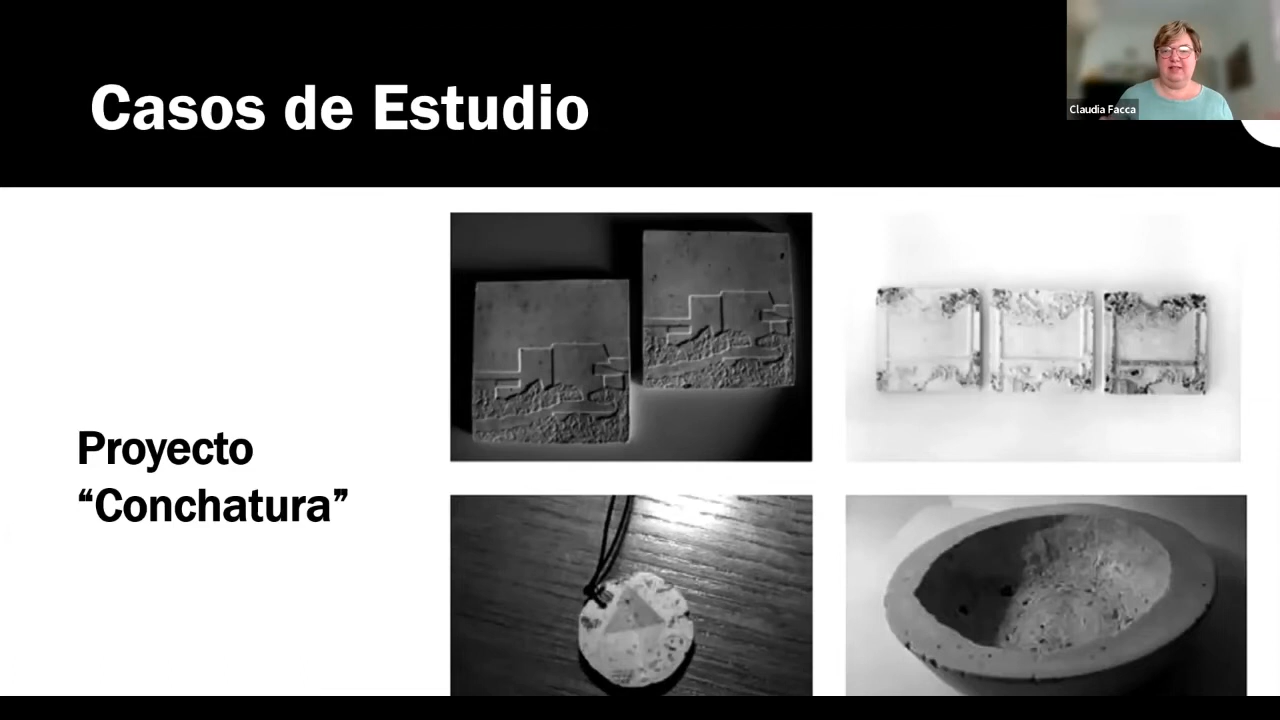 Casos de Estudio
Claudia Facca
Proyecto
“Conchatura”